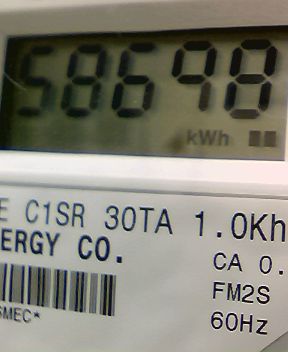 58698
kWh
E C1SR 30TA 1.0Kh
ERGY CO.
CA 0.
FM2S
SMEC*
60Hz